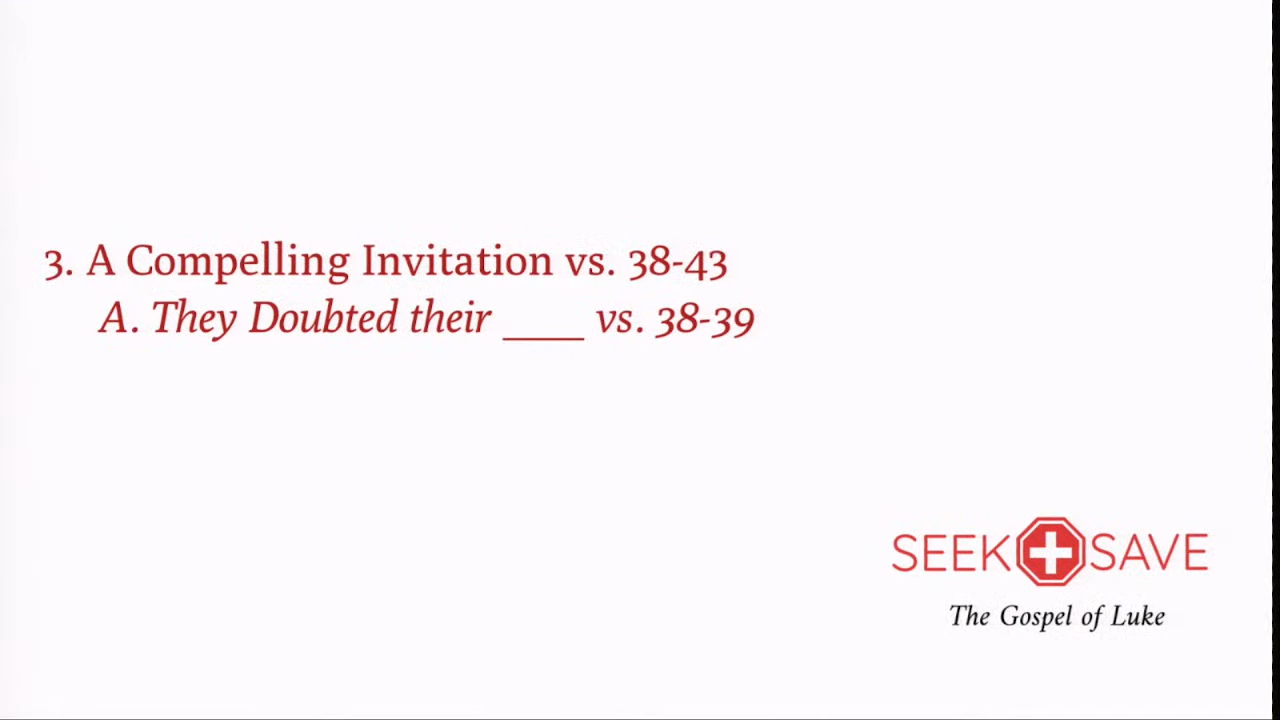 3. A Compelling Invitation vs. 38-43
A. They Doubted their ____ vs. 38-39
SEEK SAVE
The Gospel of Luke